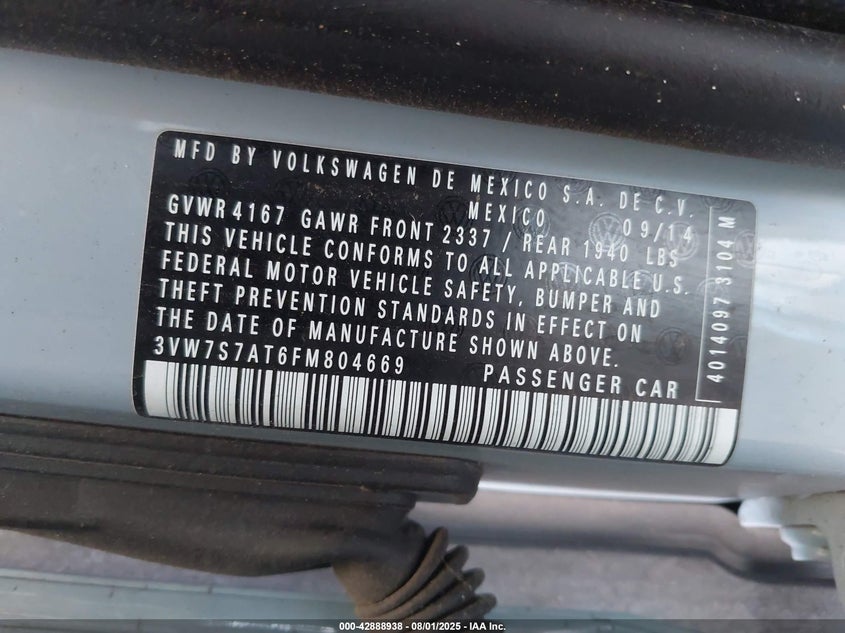 MFD BY VOLKSWAGEN DE MEXICO S.A. DE C.V.
MEXICO 09/14
GVWR 4167 GAWR FRONT 2337 / REAR 1940 LBS
THIS VEHICLE CONFORMS TO ALL APPLICABLE U.S.
FEDERAL MOTOR VEHICLE SAFETY, BUMPER AND
THEFT PREVENTION STANDARDS IN EFFECT ON
THE DATE OF MANUFACTURE SHOWN ABOVE.
3VW7S7AT6FM804669 PASSENGER CAR
4014097 3104 M
000-42888938 - 08/01/2025 - IAA Inc.